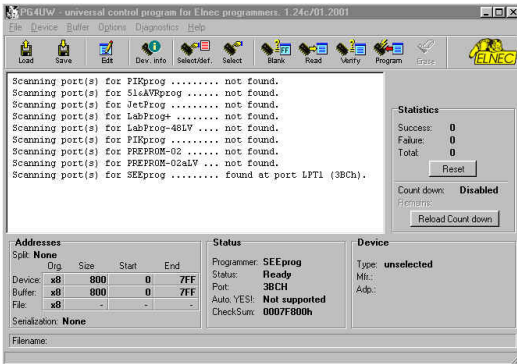 PG4UW - universal control program for Elnec programmers. 1.24c/01.2001
File Device Buffer Options Diagnostics Help
Load Save Edit Dev. info Select/def. Select Blank Read Verify Program Erase ELNEC
Scanning port(s) for PIKprog ......... not found.
Scanning port(s) for 51&AVRprog ...... not found.
Scanning port(s) for JetProg ......... not found.
Scanning port(s) for LabProg+ ........ not found.
Scanning port(s) for LabProg-48LV .... not found.
Scanning port(s) for PIKprog ......... not found.
Scanning port(s) for PREPROM-02 ...... not found.
Scanning port(s) for PREPROM-02aLV ... not found.
Scanning port(s) for SEEprog ......... found at port LPT1 (3BCh).
Statistics
Success: 0
Failure: 0
Total: 0
Reset
Count down: Disabled
Remains:
Reload Count down
Addresses
Split: None
Org. Size Start End
Device: x8 800 0 7FF
Buffer: x8 800 0 7FF
File: x8 - - -
Serialization: None
Status
Programmer: SEEprog
Status: Ready
Port: 3BCH
Auto. YES!: Not supported
CheckSum: 0007F800h
Device
Type: unselected
Mfr.:
Adp.:
Filename: